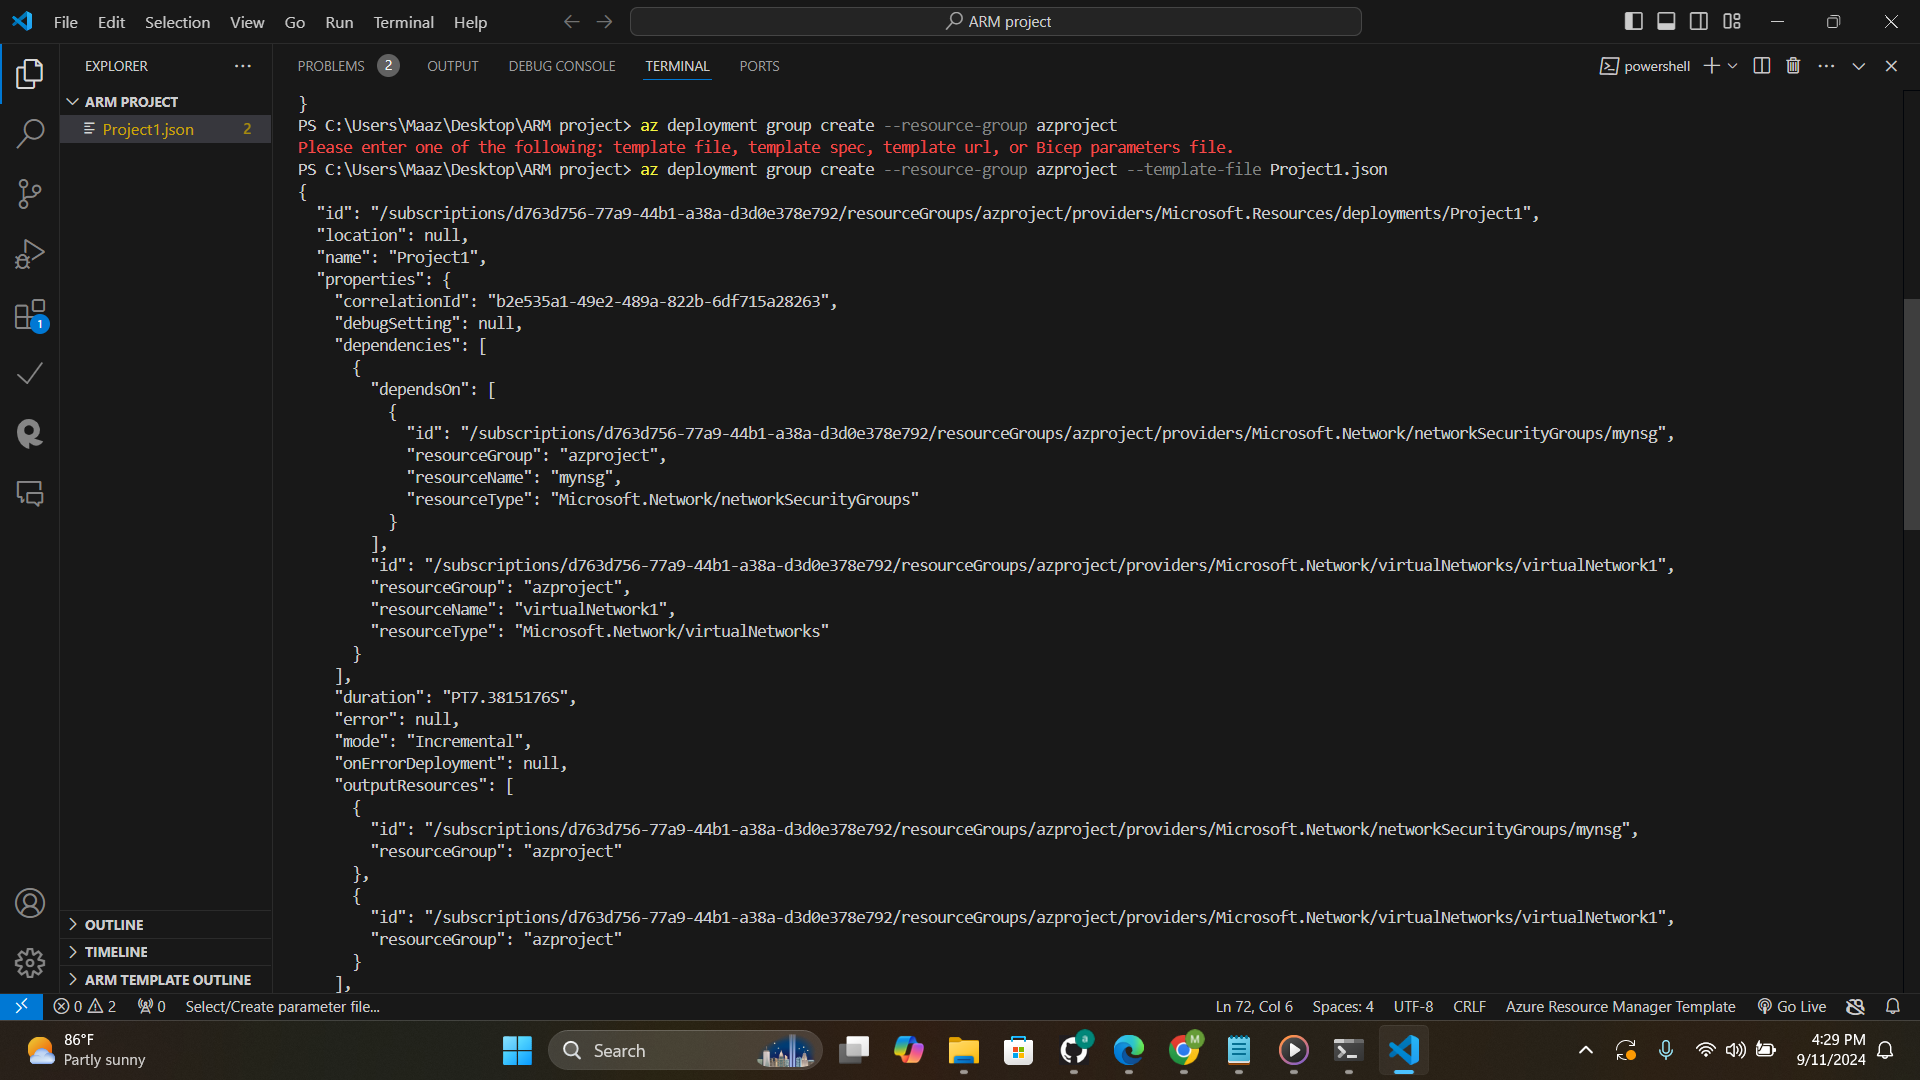 File Edit Selection View Go Run Terminal Help
ARM project
EXPLORER
PROBLEMS 2 OUTPUT DEBUG CONSOLE TERMINAL PORTS
powershell
ARM PROJECT
Project1.json 2
}
PS C:\Users\Maaz\Desktop\ARM project> az deployment group create --resource-group azproject
Please enter one of the following: template file, template spec, template url, or Bicep parameters file.
PS C:\Users\Maaz\Desktop\ARM project> az deployment group create --resource-group azproject --template-file Project1.json
{
"id": "/subscriptions/d763d756-77a9-44b1-a38a-d3d0e378e792/resourceGroups/azproject/providers/Microsoft.Resources/deployments/Project1",
"location": null,
"name": "Project1",
"properties": {
"correlationId": "b2e535a1-49e2-489a-822b-6df715a28263",
"debugSetting": null,
"dependencies": [
{
"dependsOn": [
{
"id": "/subscriptions/d763d756-77a9-44b1-a38a-d3d0e378e792/resourceGroups/azproject/providers/Microsoft.Network/networkSecurityGroups/mynsg",
"resourceGroup": "azproject",
"resourceName": "mynsg",
"resourceType": "Microsoft.Network/networkSecurityGroups"
}
],
"id": "/subscriptions/d763d756-77a9-44b1-a38a-d3d0e378e792/resourceGroups/azproject/providers/Microsoft.Network/virtualNetworks/virtualNetwork1",
"resourceGroup": "azproject",
"resourceName": "virtualNetwork1",
"resourceType": "Microsoft.Network/virtualNetworks"
}
],
"duration": "PT7.3815176S",
"error": null,
"mode": "Incremental",
"onErrorDeployment": null,
"outputResources": [
{
"id": "/subscriptions/d763d756-77a9-44b1-a38a-d3d0e378e792/resourceGroups/azproject/providers/Microsoft.Network/networkSecurityGroups/mynsg",
"resourceGroup": "azproject"
},
{
"id": "/subscriptions/d763d756-77a9-44b1-a38a-d3d0e378e792/resourceGroups/azproject/providers/Microsoft.Network/virtualNetworks/virtualNetwork1",
"resourceGroup": "azproject"
}
],
1
OUTLINE
TIMELINE
ARM TEMPLATE OUTLINE
0 2 0 Select/Create parameter file... Ln 72, Col 6 Spaces: 4 UTF-8 CRLF Azure Resource Manager Template Go Live
86°F
Partly sunny
Search
a
M
4:29 PM
9/11/2024